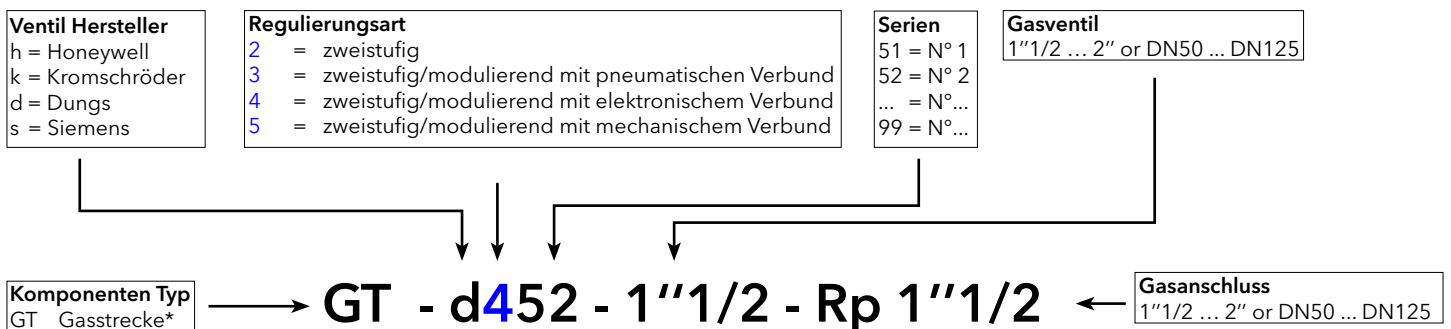 Ventil Hersteller
h = Honeywell
k = Kromschröder
d = Dungs
s = Siemens
Regulierungsart
2 = zweistufig
3 = zweistufig/modulierend mit pneumatischen Verbund
4 = zweistufig/modulierend mit elektronischem Verbund
5 = zweistufig/modulierend mit mechanischem Verbund
Serien
51 = N° 1
52 = N° 2
... = N°...
99 = N°...
Gasventil
1"1/2 ... 2" or DN50 ... DN125
Komponenten Typ
GT Gasstrecke*
GT - d452 - 1"1/2 - Rp 1"1/2
Gasanschluss
1"1/2 ... 2" or DN50 ... DN125